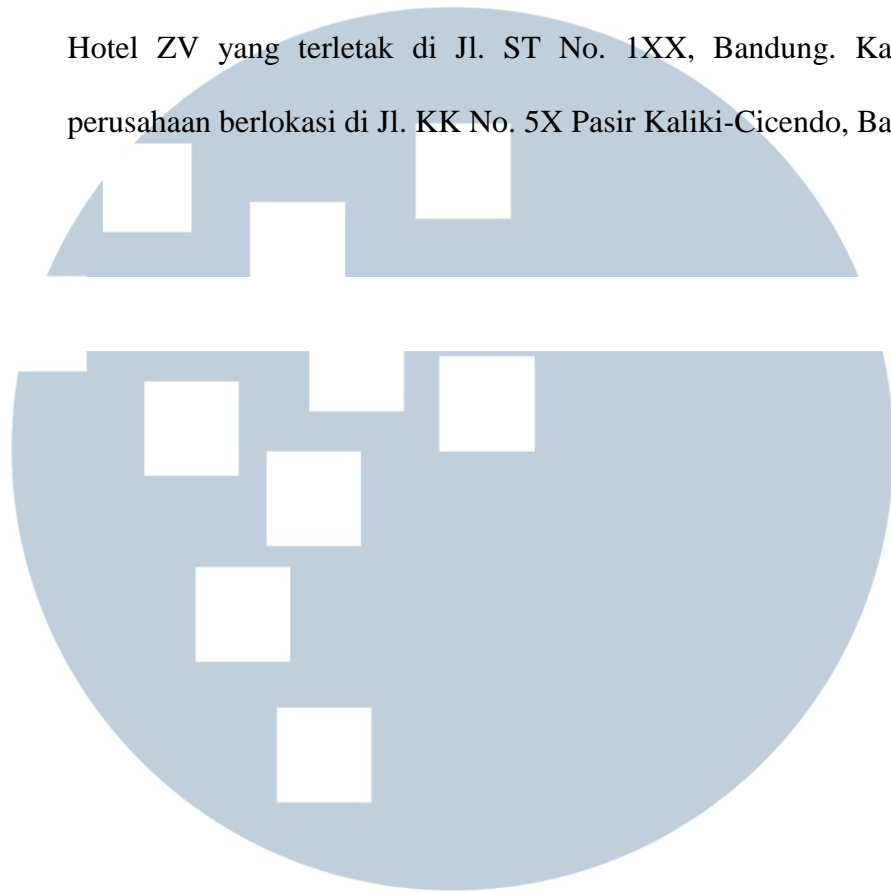 Hotel ZV yang terletak di Jl. ST No. 1XX, Bandung. Ka
perusahaan berlokasi di Jl. KK No. 5X Pasir Kaliki-Cicendo, Ba